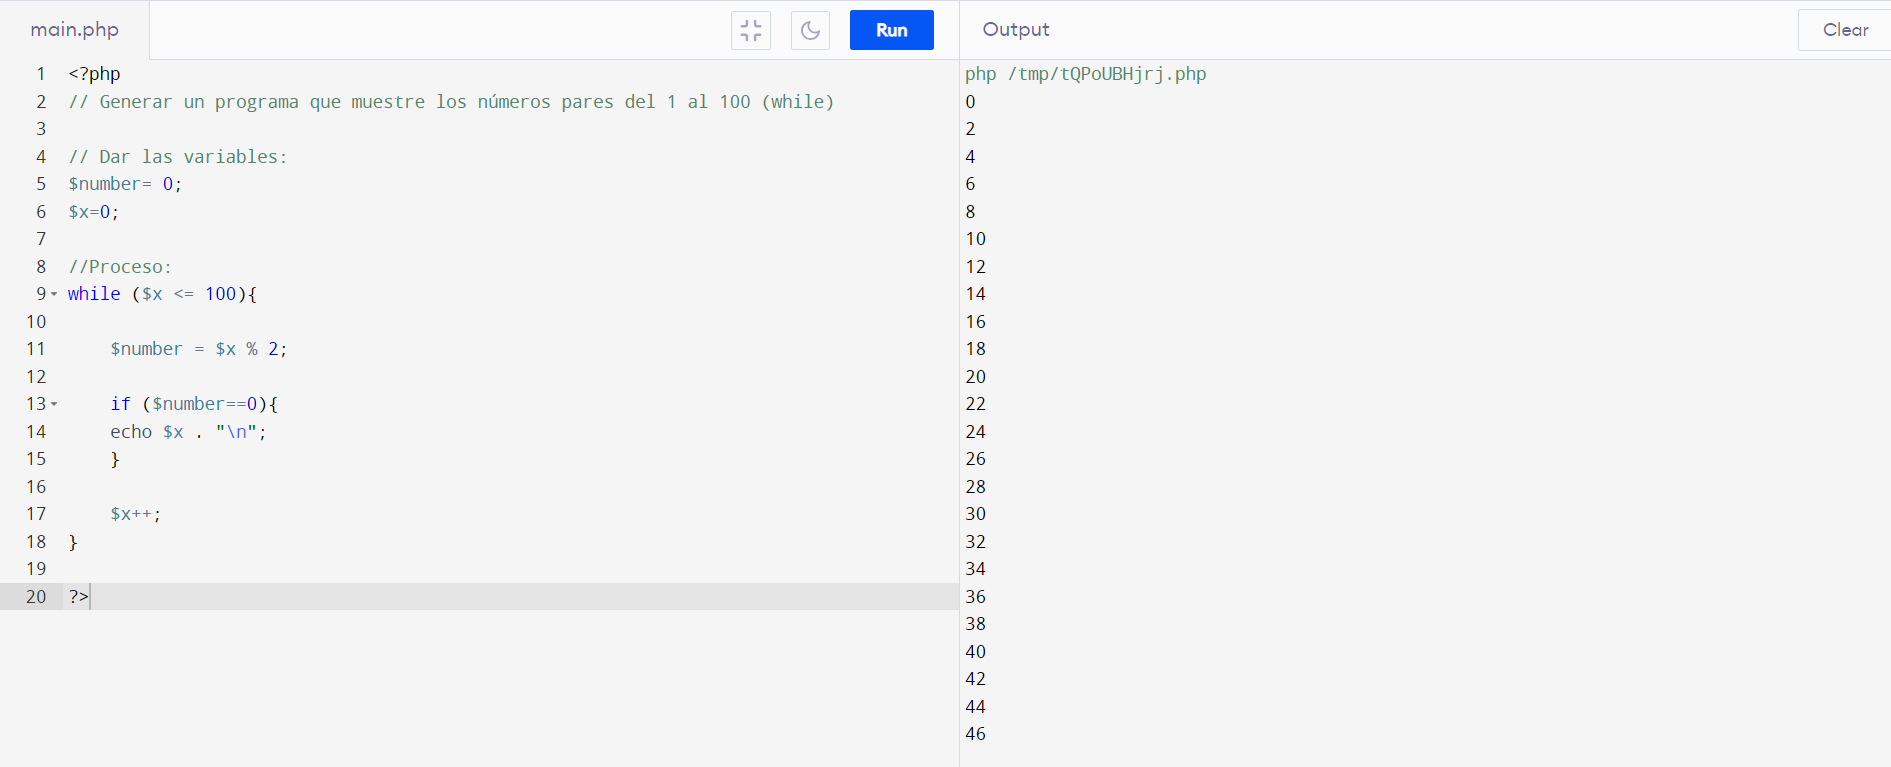 main.php
Run
Output
Clear
1 <?php
2 // Generar un programa que muestre los números pares del 1 al 100 (while)
3
4 // Dar las variables:
5 $number= 0;
6 $x=0;
7
8 //Proceso:
9 while ($x <= 100){
10
11 $number = $x % 2;
12
13 if ($number==0){
14 echo $x . "\n";
15 }
16
17 $x++;
18 }
19
20 ?>
php /tmp/tQPoUBHjrj.php
0
2
4
6
8
10
12
14
16
18
20
22
24
26
28
30
32
34
36
38
40
42
44
46